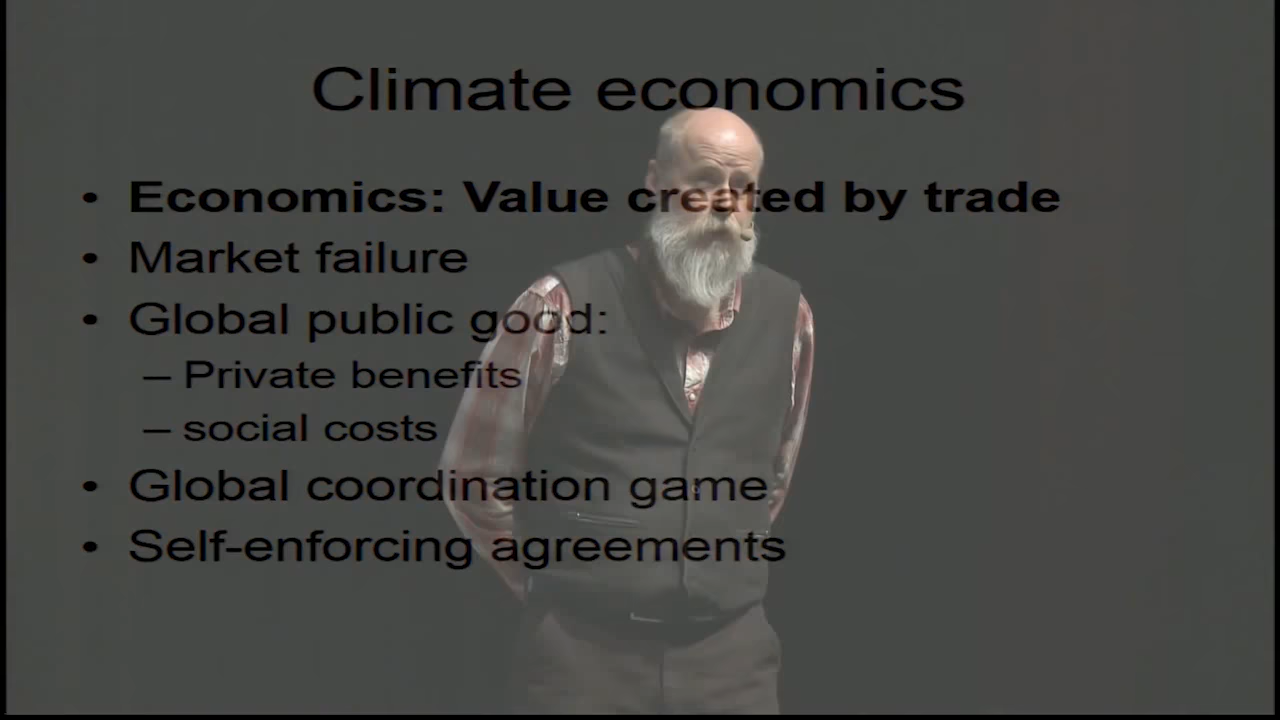 Climate economics
• Economics: Value created by trade
• Market failure
• Global public good:
– Private benefits
– social costs
• Global coordination game
• Self-enforcing agreements